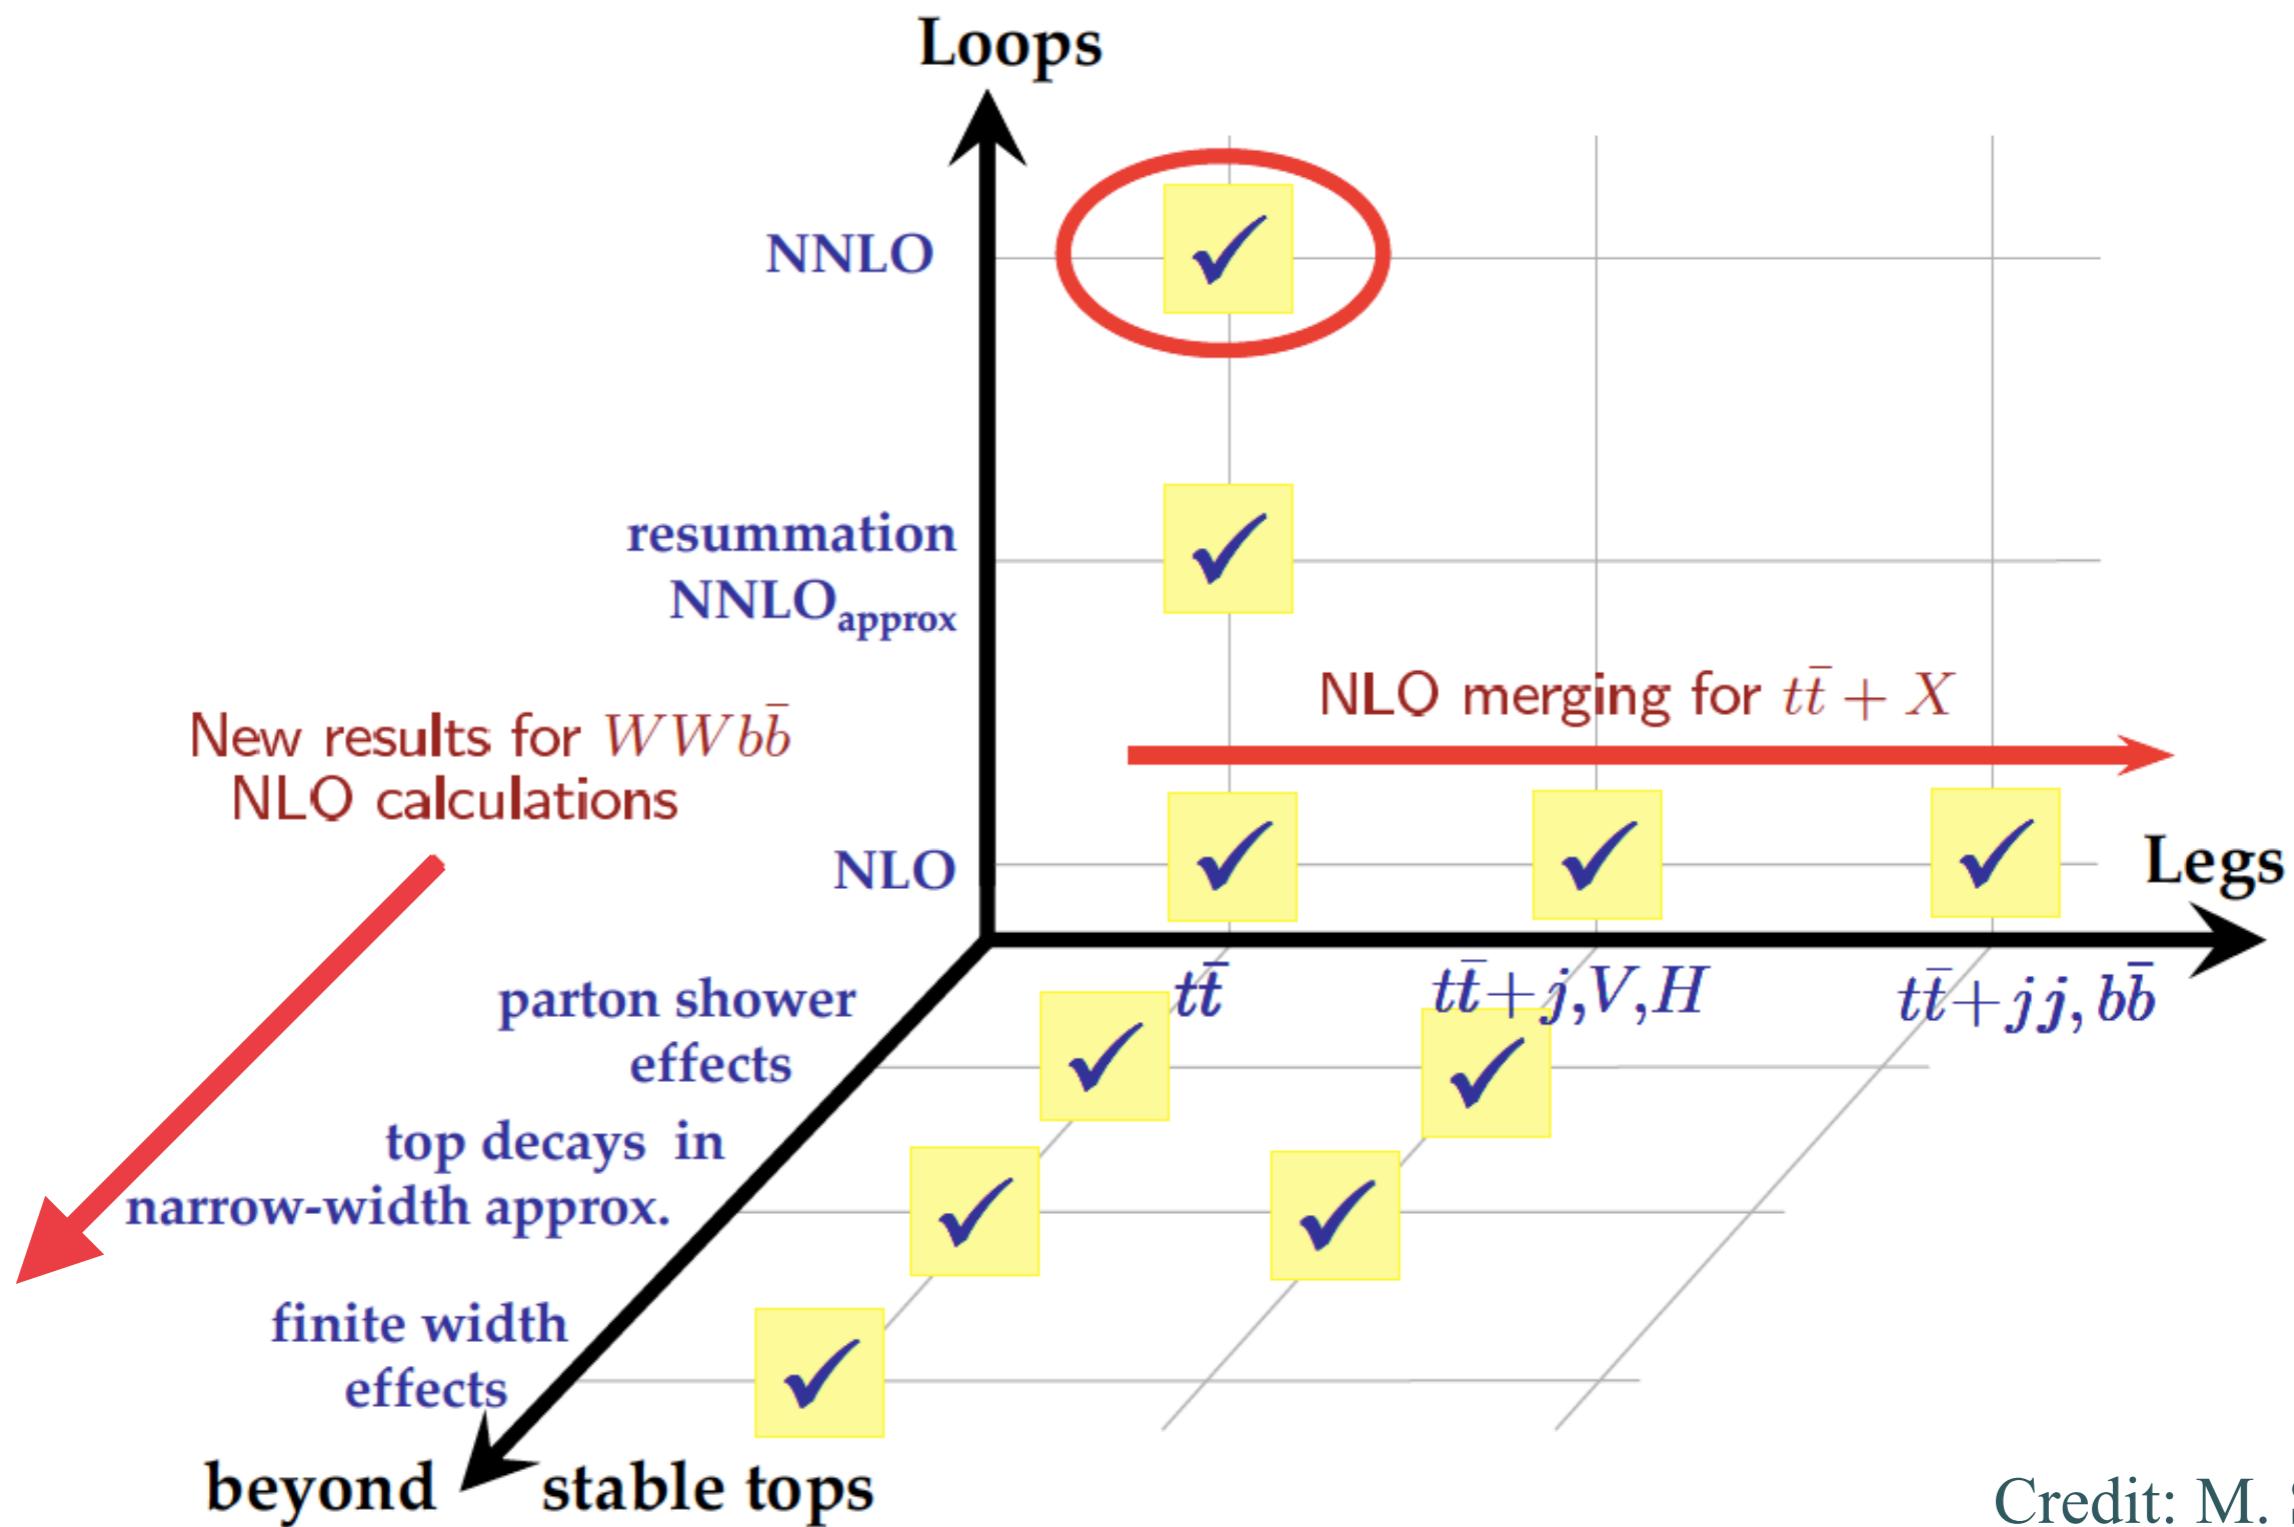 Loops
NNLO
resummation
NNLOapprox
NLO merging for tt̄ + X
New results for WWbb̄
NLO calculations
NLO
Legs
tt̄
tt̄+j,V,H
tt̄+jj, bb̄
parton shower
effects
top decays in
narrow-width approx.
finite width
effects
beyond stable tops
Credit: M.